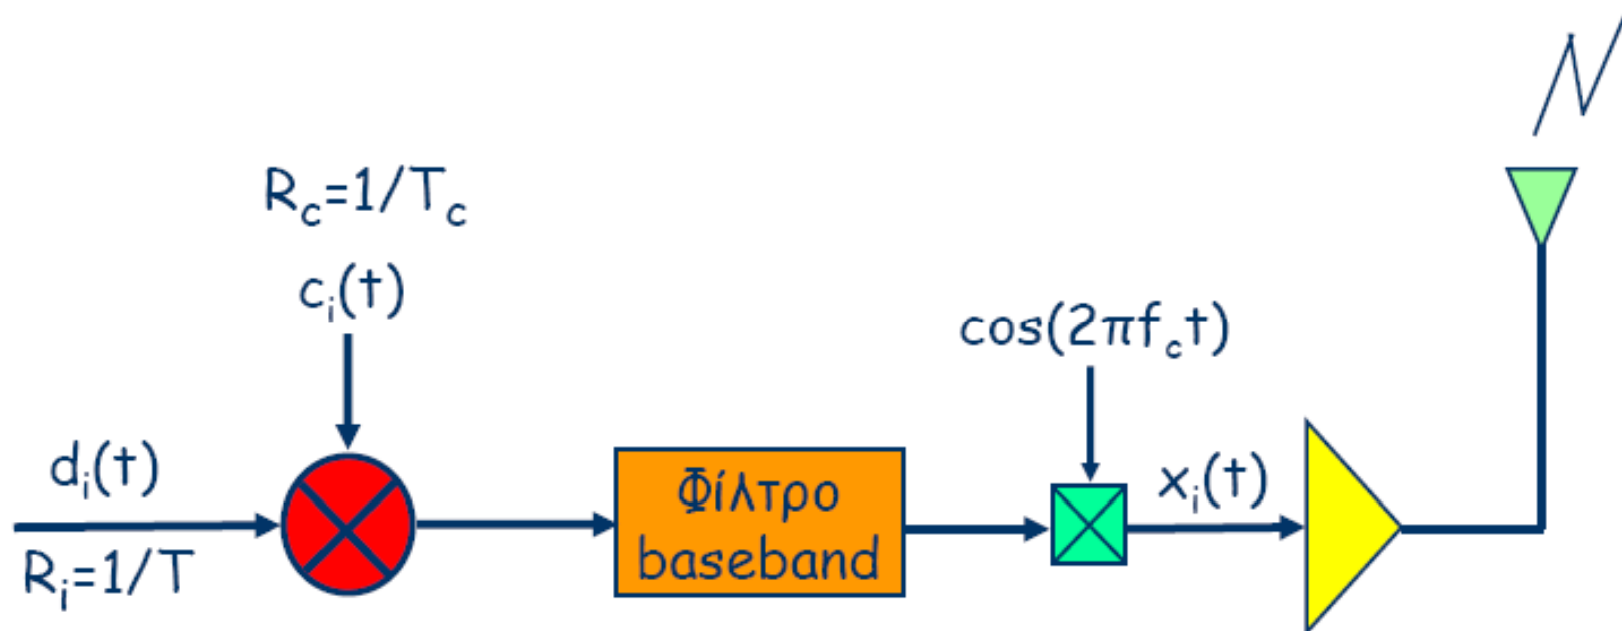 R_c=1/T_c
c_i(t)
cos(2πf_ct)
d_i(t)
x_i(t)
Φίλτρο
baseband
R_i=1/T